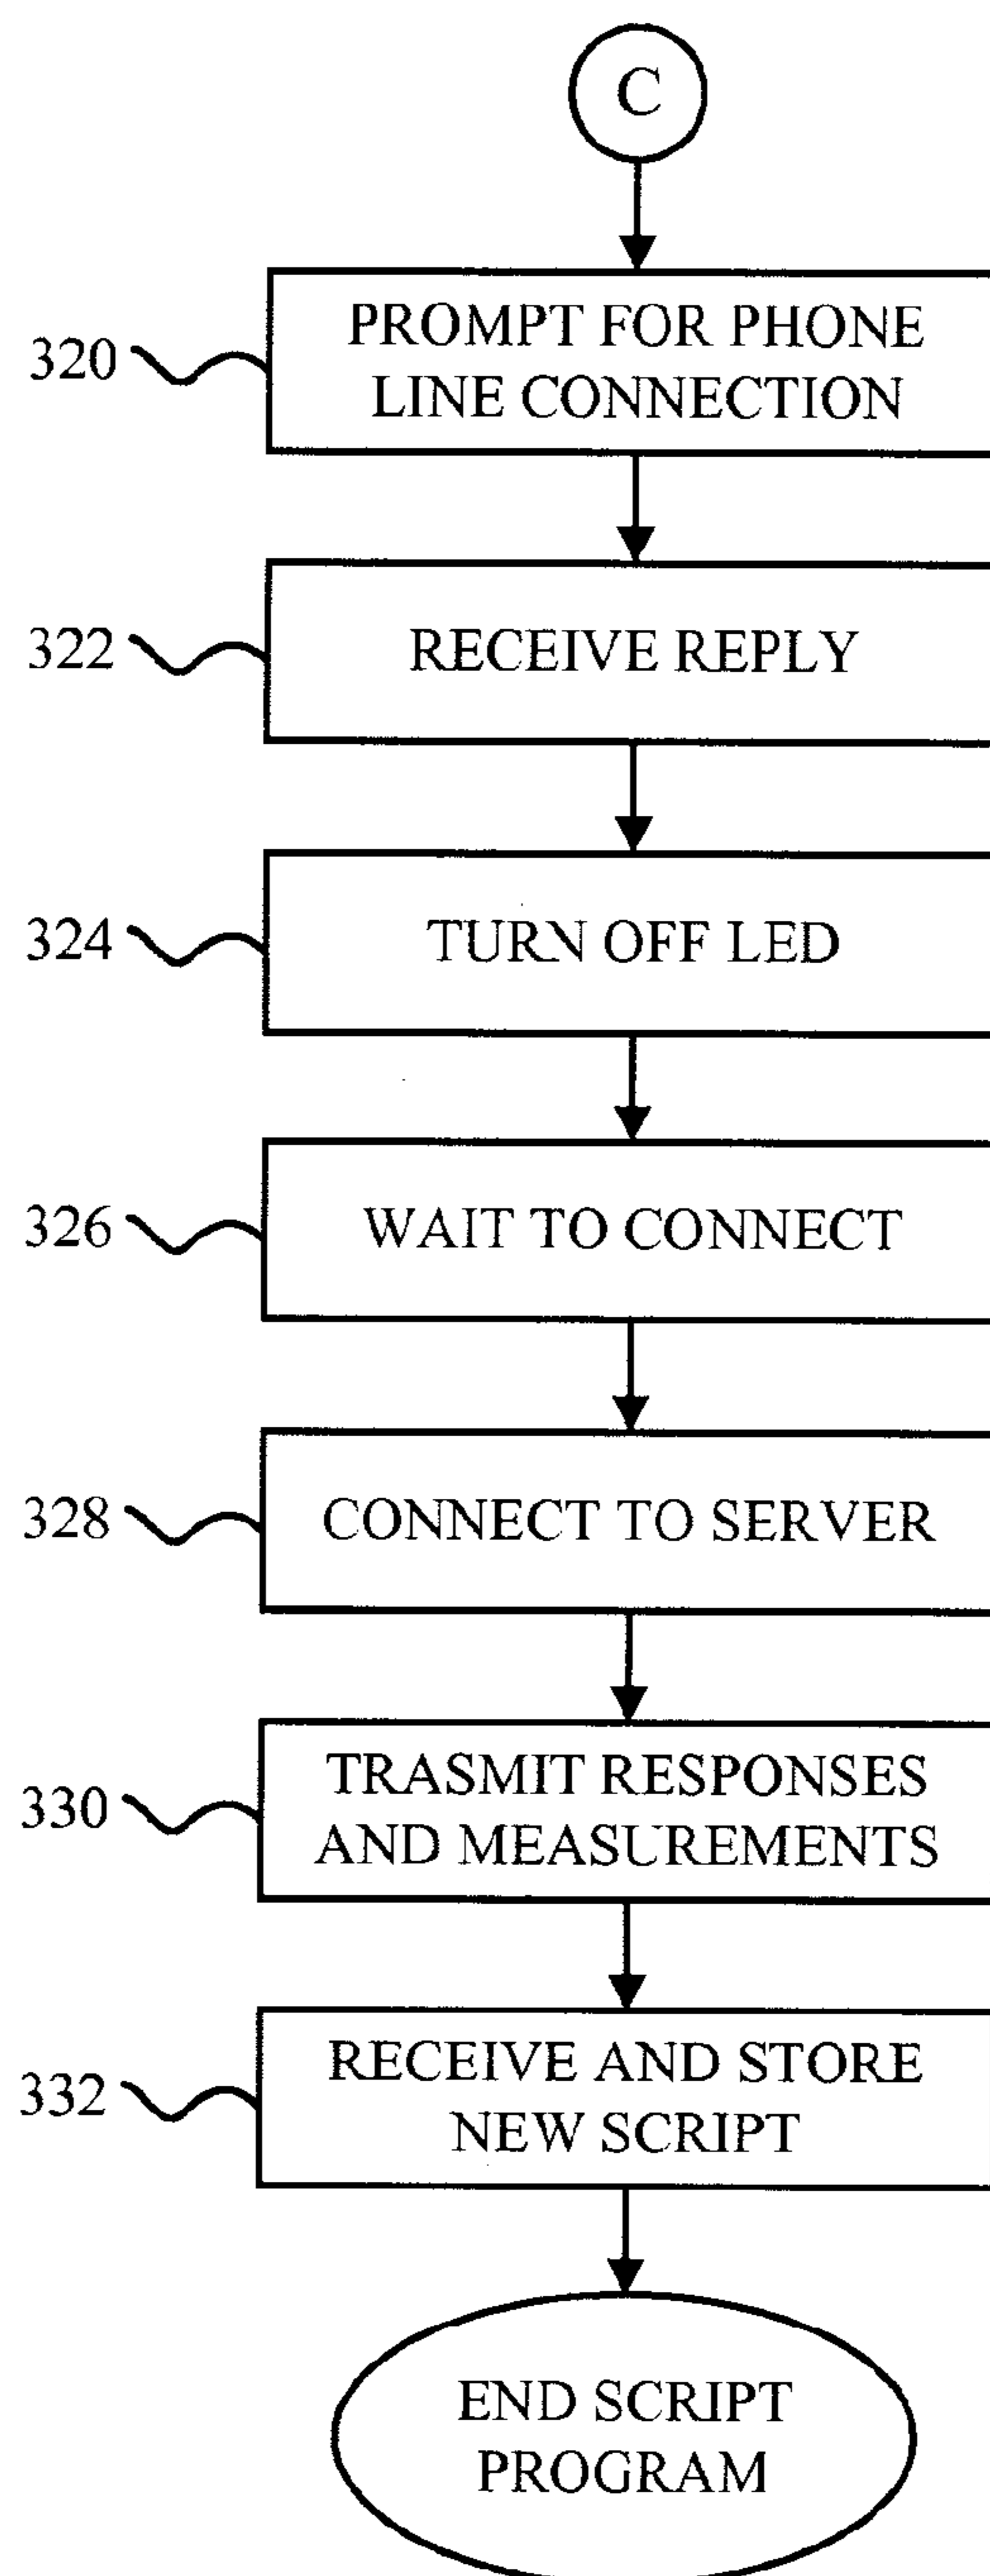 C
320
PROMPT FOR PHONE
LINE CONNECTION
322
RECEIVE REPLY
324
TURN OFF LED
326
WAIT TO CONNECT
328
CONNECT TO SERVER
330
TRASMIT RESPONSES
AND MEASUREMENTS
332
RECEIVE AND STORE
NEW SCRIPT
END SCRIPT
PROGRAM